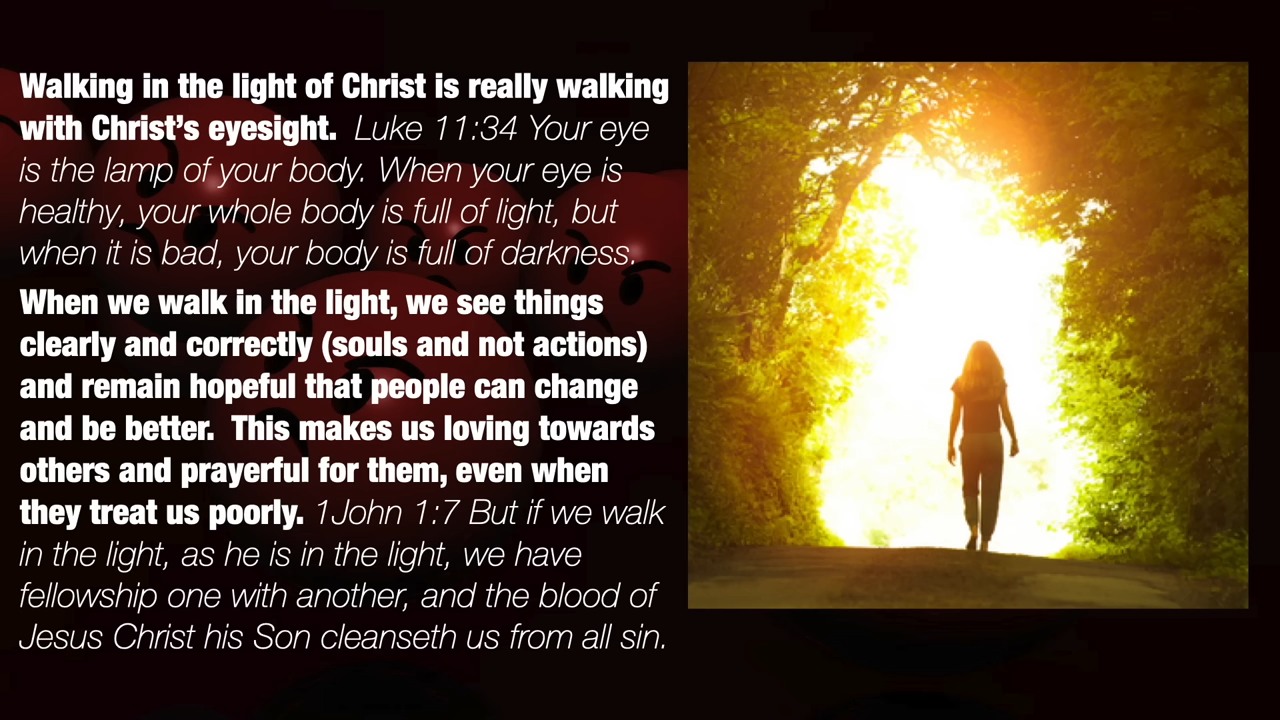 Walking in the light of Christ is really walking
with Christ's eyesight.  Luke 11:34 Your eye
is the lamp of your body. When your eye is
healthy, your whole body is full of light, but
when it is bad, your body is full of darkness.
When we walk in the light, we see things
clearly and correctly (souls and not actions)
and remain hopeful that people can change
and be better.  This makes us loving towards
others and prayerful for them, even when
they treat us poorly. 1John 1:7 But if we walk
in the light, as he is in the light, we have
fellowship one with another, and the blood of
Jesus Christ his Son cleanseth us from all sin.